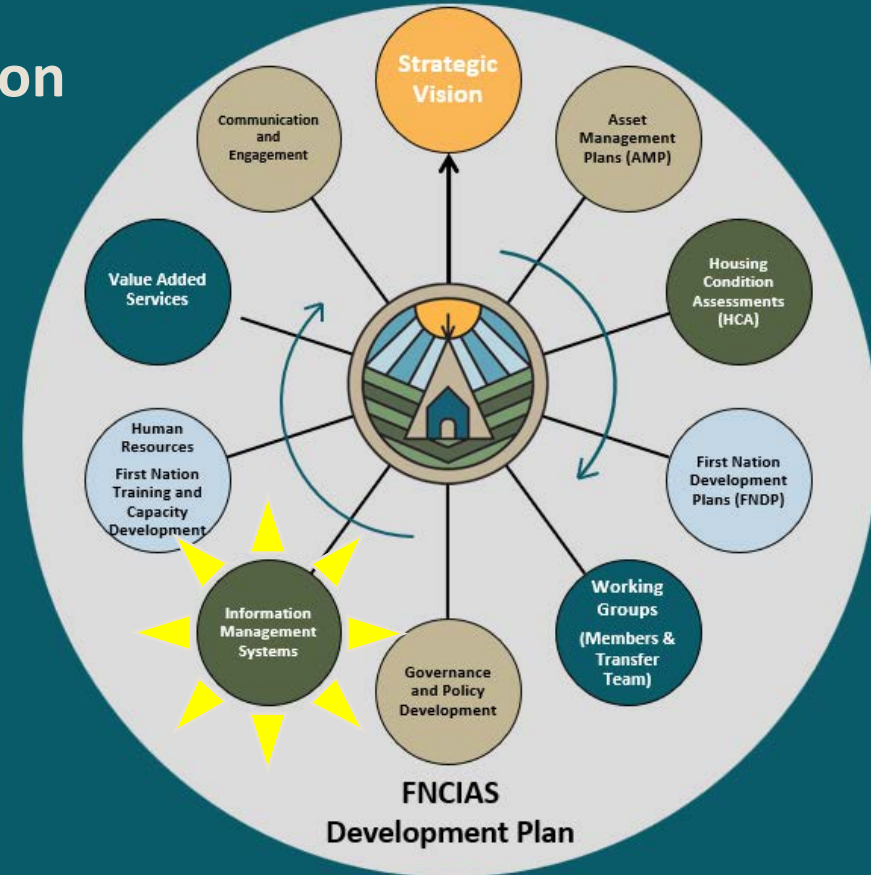 on
Strategic
Vision
Asset
Management
Plans (AMP)
Housing
Condition
Assessments
(HCA)
First Nation
Development
Plans (FNDP)
Working
Groups
(Members &
Transfer
Team)
Governance
and Policy
Development
Information
Management
Systems
Human
Resources
First Nation
Training and
Capacity
Development
Value Added
Services
Communication
and
Engagement
FNCIAS
Development Plan